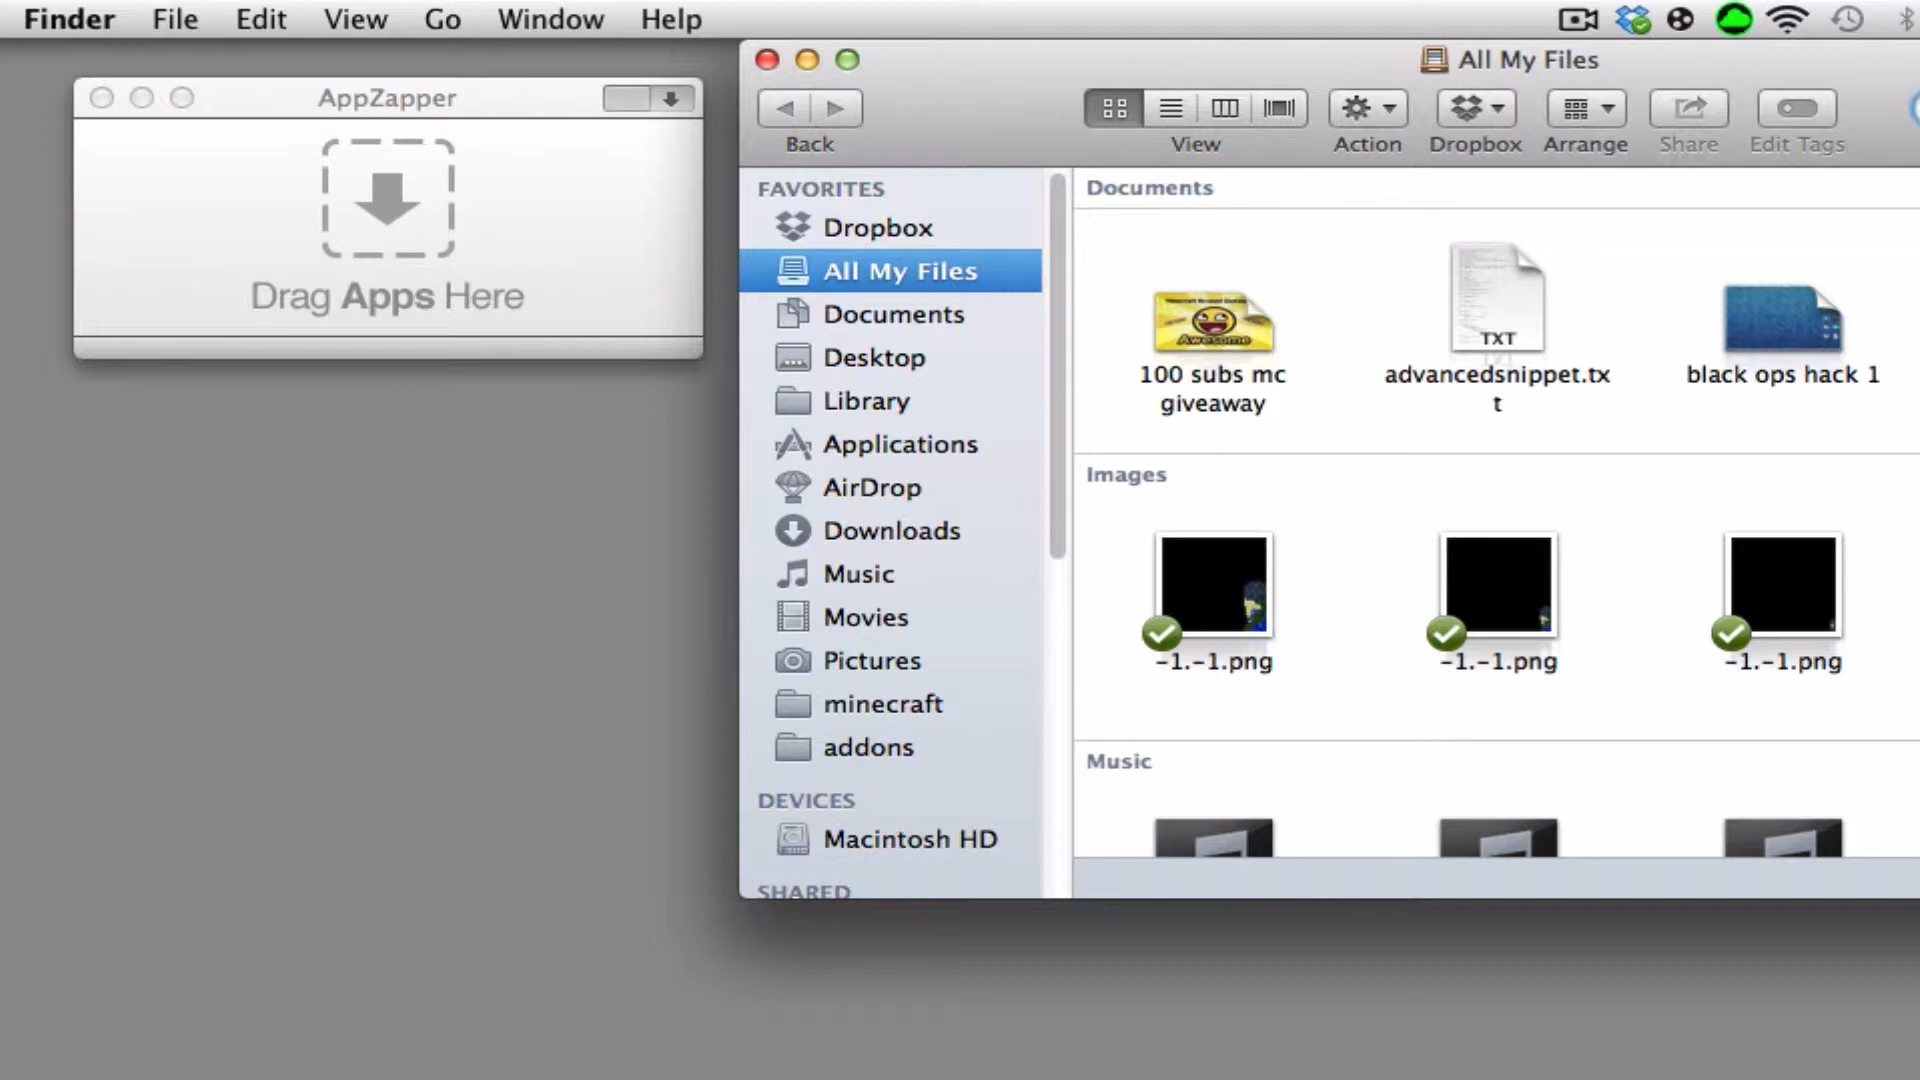 Finder File Edit View Go Window Help
AppZapper
Drag Apps Here
All My Files
Back View Action Dropbox Arrange Share Edit Tags
FAVORITES
Dropbox
All My Files
Documents
Desktop
Library
Applications
AirDrop
Downloads
Music
Movies
Pictures
minecraft
addons
DEVICES
Macintosh HD
SHARED
Documents
Awesome
TXT
100 subs mc
giveaway
advancedsnippet.tx
t
black ops hack 1
Images
-1.-1.png -1.-1.png -1.-1.png
Music